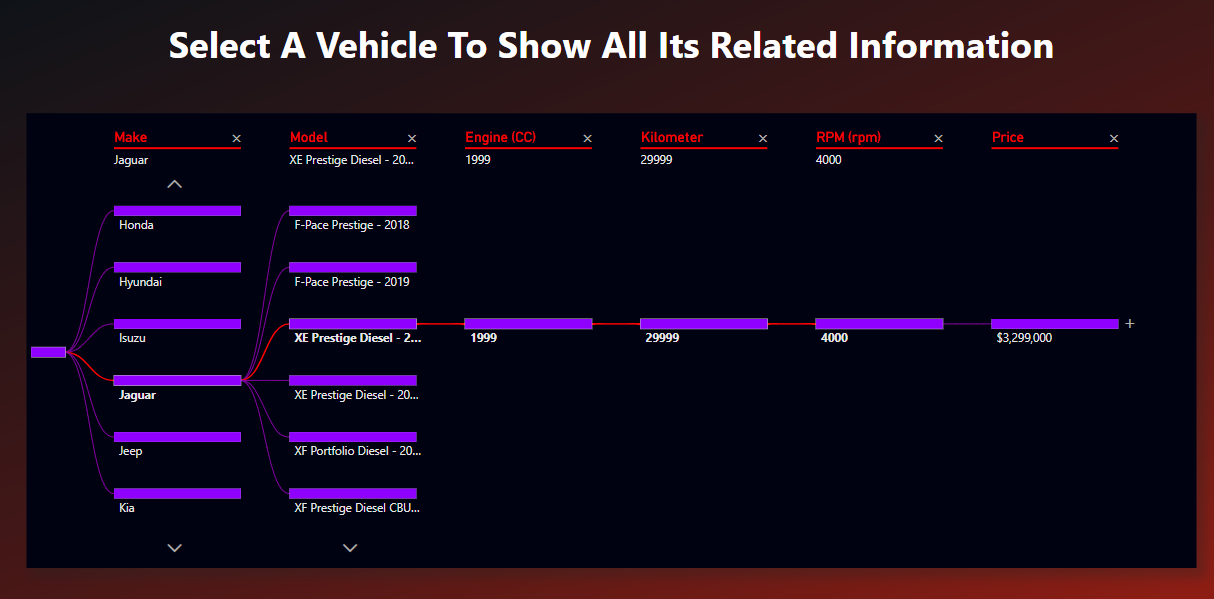 Select A Vehicle To Show All Its Related Information
Make Model Engine (CC) Kilometer RPM (rpm) Price
Jaguar XE Prestige Diesel - 20... 1999 29999 4000
Honda F-Pace Prestige - 2018
Hyundai F-Pace Prestige - 2019
Isuzu XE Prestige Diesel - 2... 1999 29999 4000 $3,299,000
Jaguar XE Prestige Diesel - 20...
Jeep XF Portfolio Diesel - 20...
Kia XF Prestige Diesel CBU...